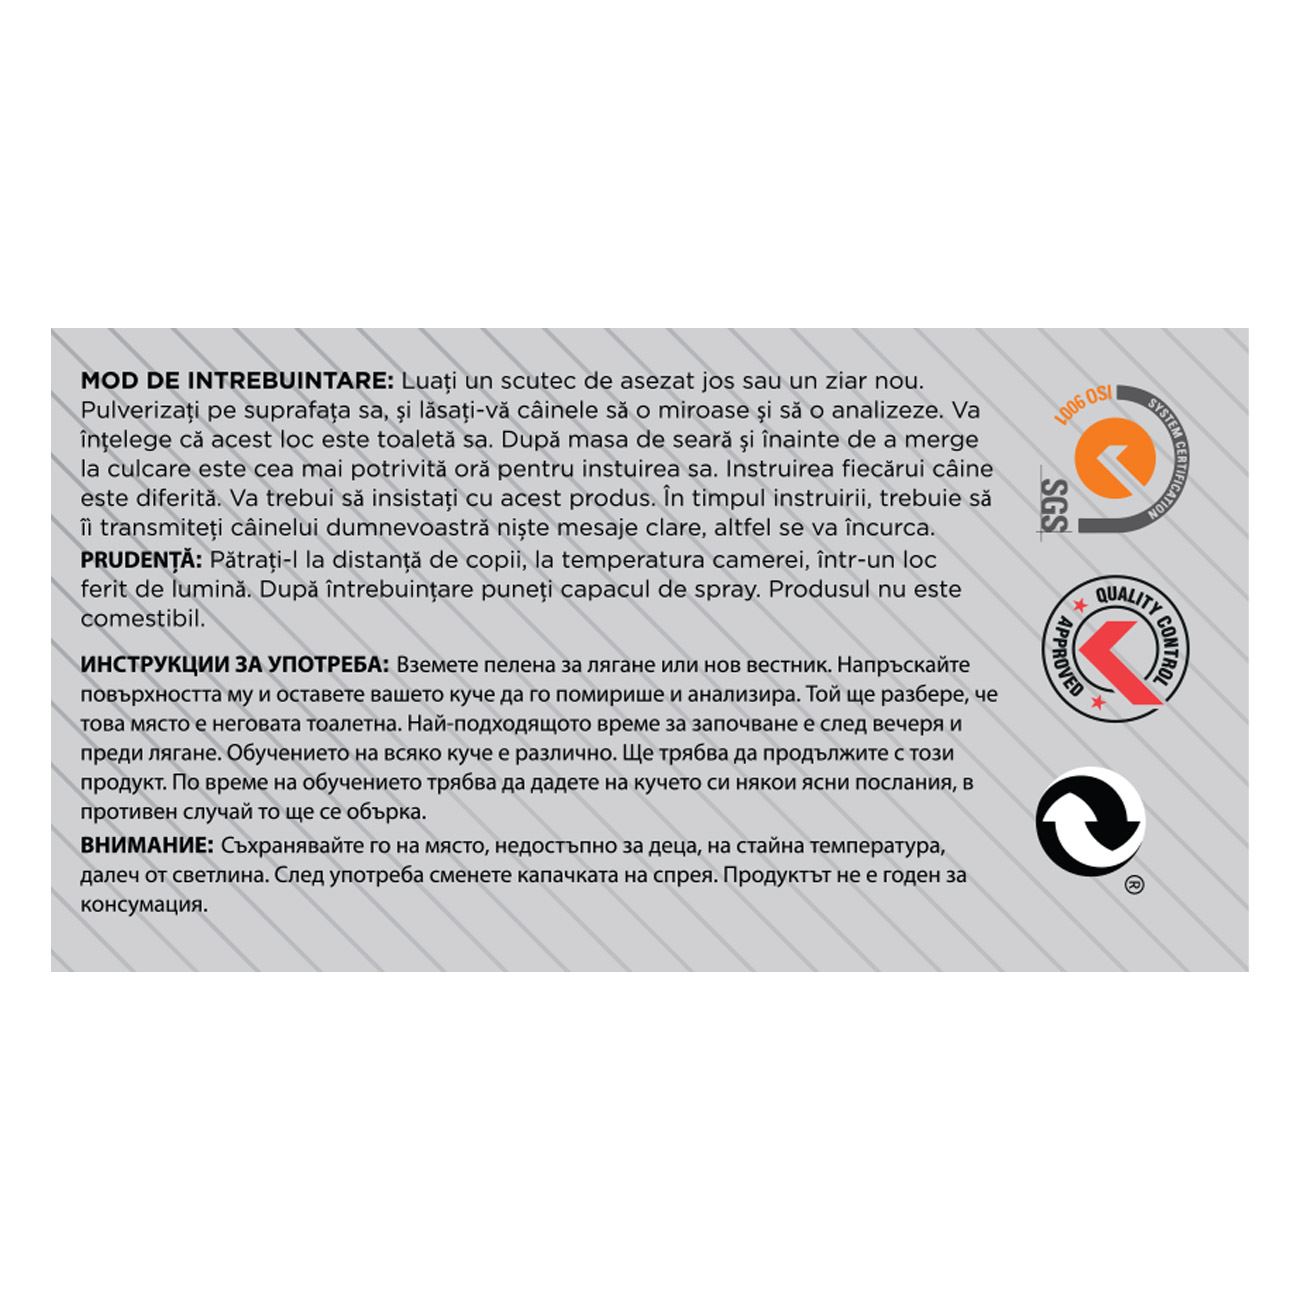 MOD DE INTREBUINTARE: Luați un scutec de asezat jos sau un ziar nou.
Pulverizați pe suprafața sa, și lăsați-vă câinele să o miroase și să o analizeze. Va
înțelege că acest loc este toaletă sa. După masa de seară și înainte de a merge
la culcare este cea mai potrivită oră pentru instuirea sa. Instruirea fiecărui câine
este diferită. Va trebui să insistați cu acest produs. În timpul instruirii, trebuie să
îi transmiteți câinelui dumnevoastră niște mesaje clare, altfel se va încurca.
PRUDENȚĂ: Pătrați-l la distanță de copii, la temperatura camerei, într-un loc
ferit de lumină. După întrebuințare puneți capacul de spray. Produsul nu este
comestibil.
ИНСТРУКЦИИ ЗА УПОТРЕБА: Вземете пелена за лягане или нов вестник. Напръскайте
повърхността му и оставете вашето куче да го помирише и анализира. Той ще разбере, че
това място е неговата тоалетна. Най-подходящото време за започване е след вечеря и
преди лягане. Обучението на всяко куче е различно. Ще трябва да продължите с този
продукт. По време на обучението трябва да дадете на кучето си някои ясни послания, в
противен случай то ще се обърка.
ВНИМАНИЕ: Съхранявайте го на място, недостъпно за деца, на стайна температура,
далеч от светлина. След употреба сменете капачката на спрея. Продуктът не е годен за
консумация.
ISO 9001
SYSTEM CERTIFICATION
SGS
QUALITY CONTROL
APPROVED
®